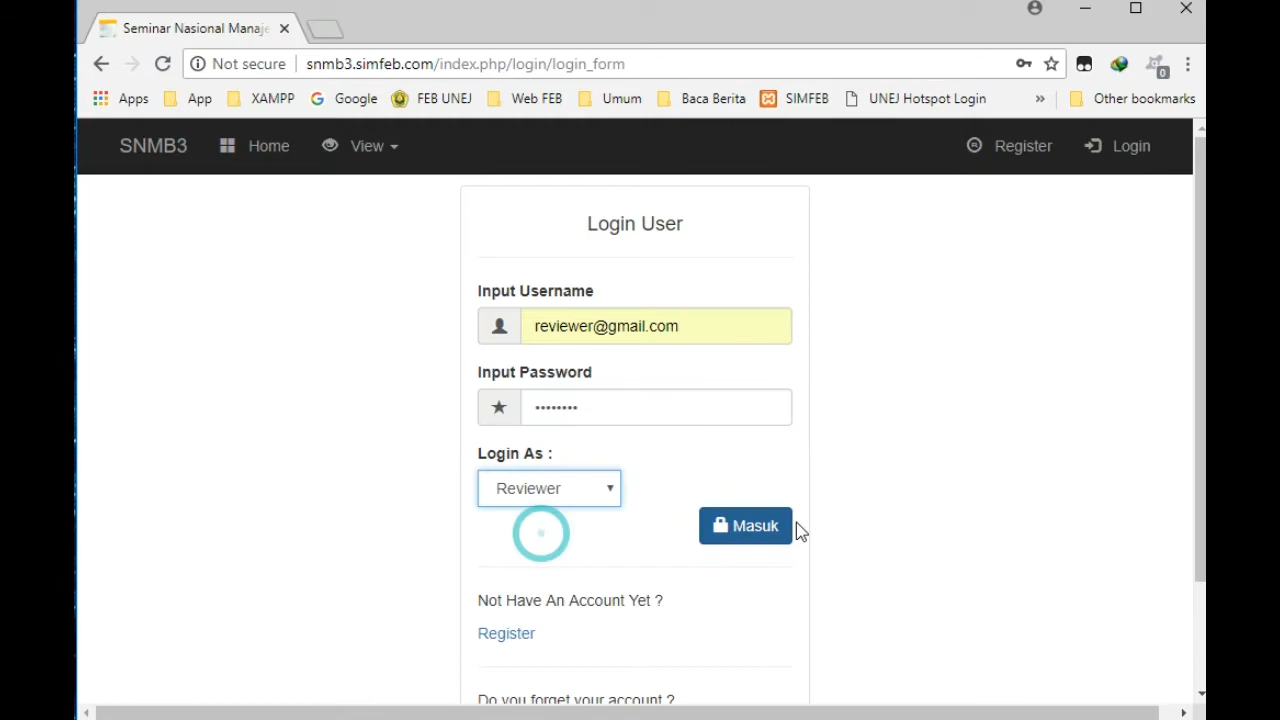 Seminar Nasional Manaje
Not secure snmb3.simfeb.com/index.php/login/login_form
0
Apps App XAMPP Google FEB UNEJ Web FEB Umum Baca Berita SIMFEB UNEJ Hotspot Login » Other bookmarks
SNMB3 Home View Register Login
Login User
Input Username
reviewer@gmail.com
Input Password
••••••••
Login As :
Reviewer
Masuk
Not Have An Account Yet ?
Register
Do you forget your account ?